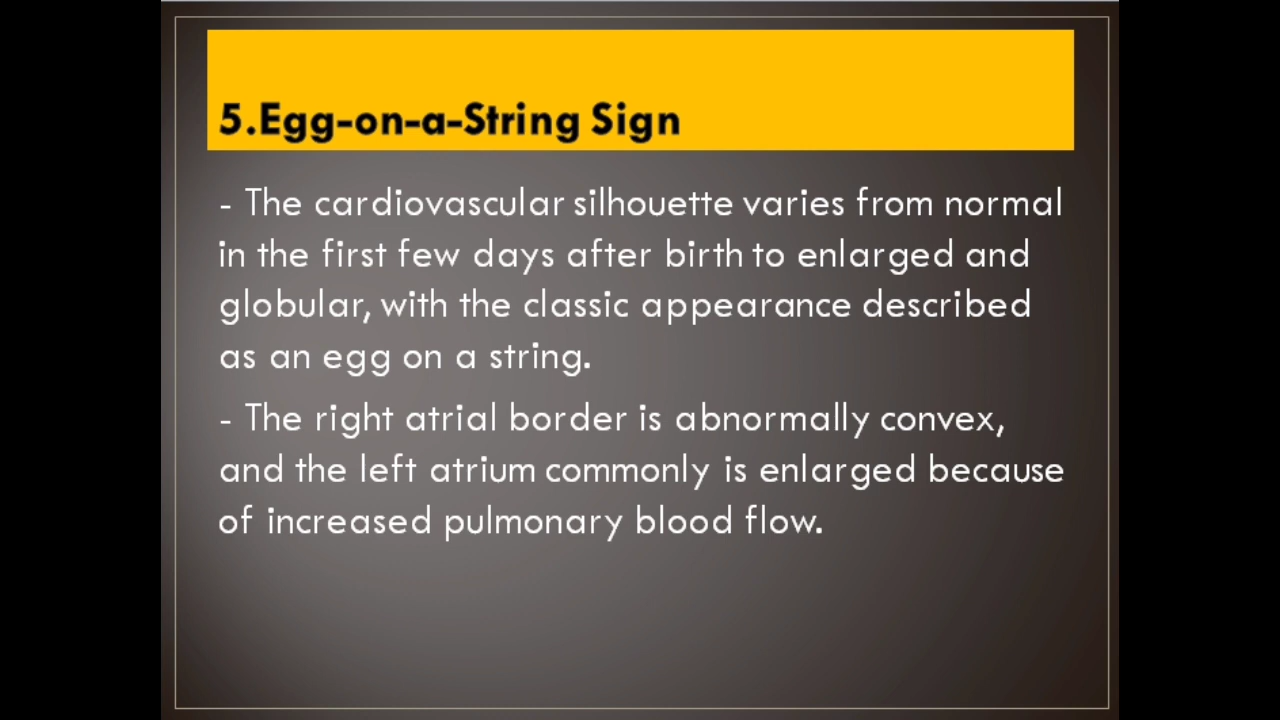 5.Egg-on-a-String Sign
- The cardiovascular silhouette varies from normal
in the first few days after birth to enlarged and
globular, with the classic appearance described
as an egg on a string.
- The right atrial border is abnormally convex,
and the left atrium commonly is enlarged because
of increased pulmonary blood flow.